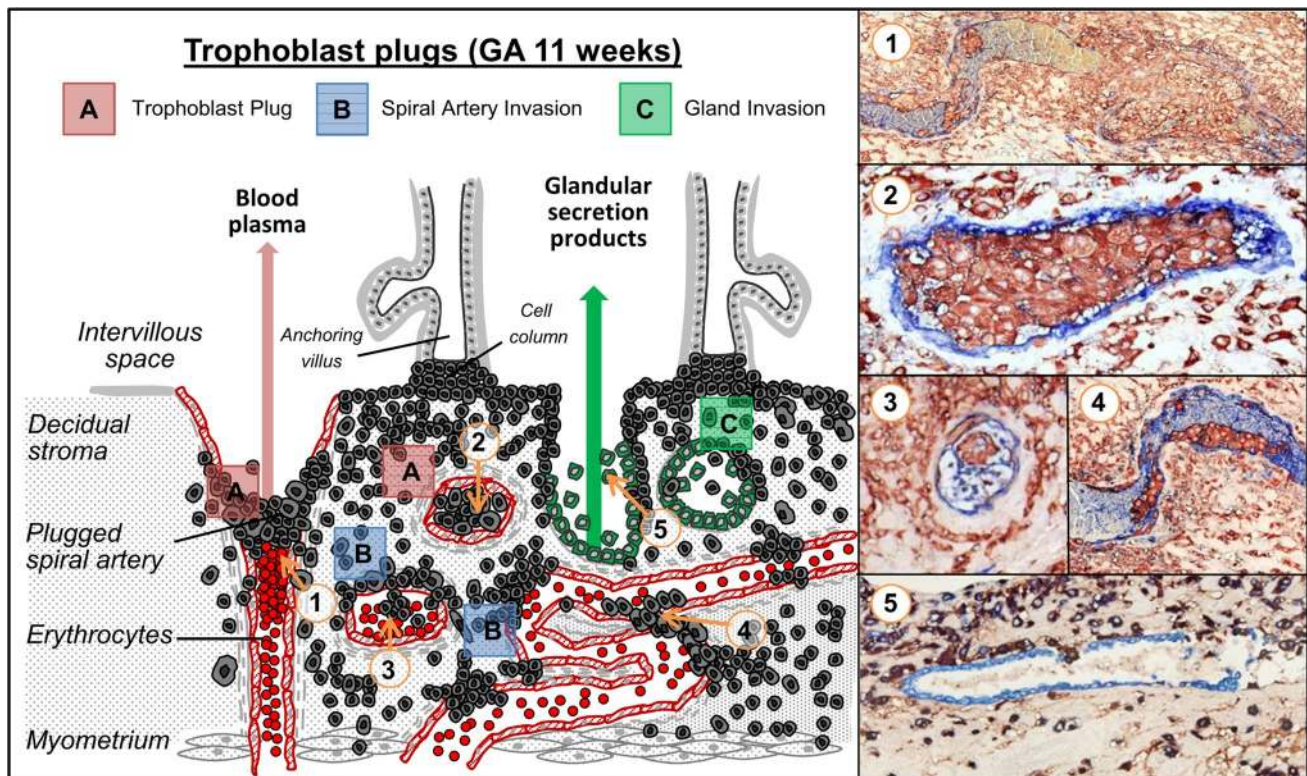 Trophoblast plugs (GA 11 weeks)
A Trophoblast Plug B Spiral Artery Invasion C Gland Invasion
Blood
plasma
Glandular
secretion
products
Intervillous
space
Anchoring
villus
Cell
column
Decidual
stroma
Plugged
spiral artery
Erythrocytes
Myometrium
A
A
2
C
B
5
1
B
4
3
1
2
3
4
5